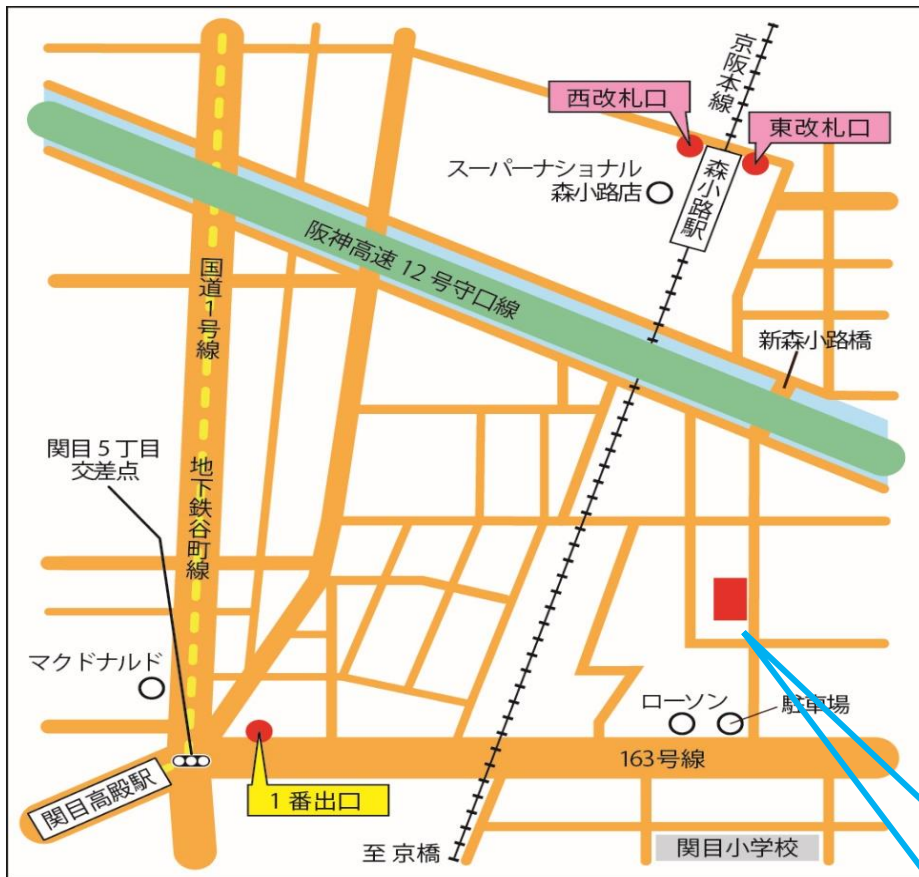 京阪本線
西改札口
東改札口
スーパーナショナル
森小路店
森小路駅
阪神高速 12 号守口線
国道1号線
新森小路橋
関目 5 丁目
交差点
地下鉄谷町線
マクドナルド
ローソン
駐車場
163号線
関目高殿駅
1 番出口
至 京橋
関目小学校